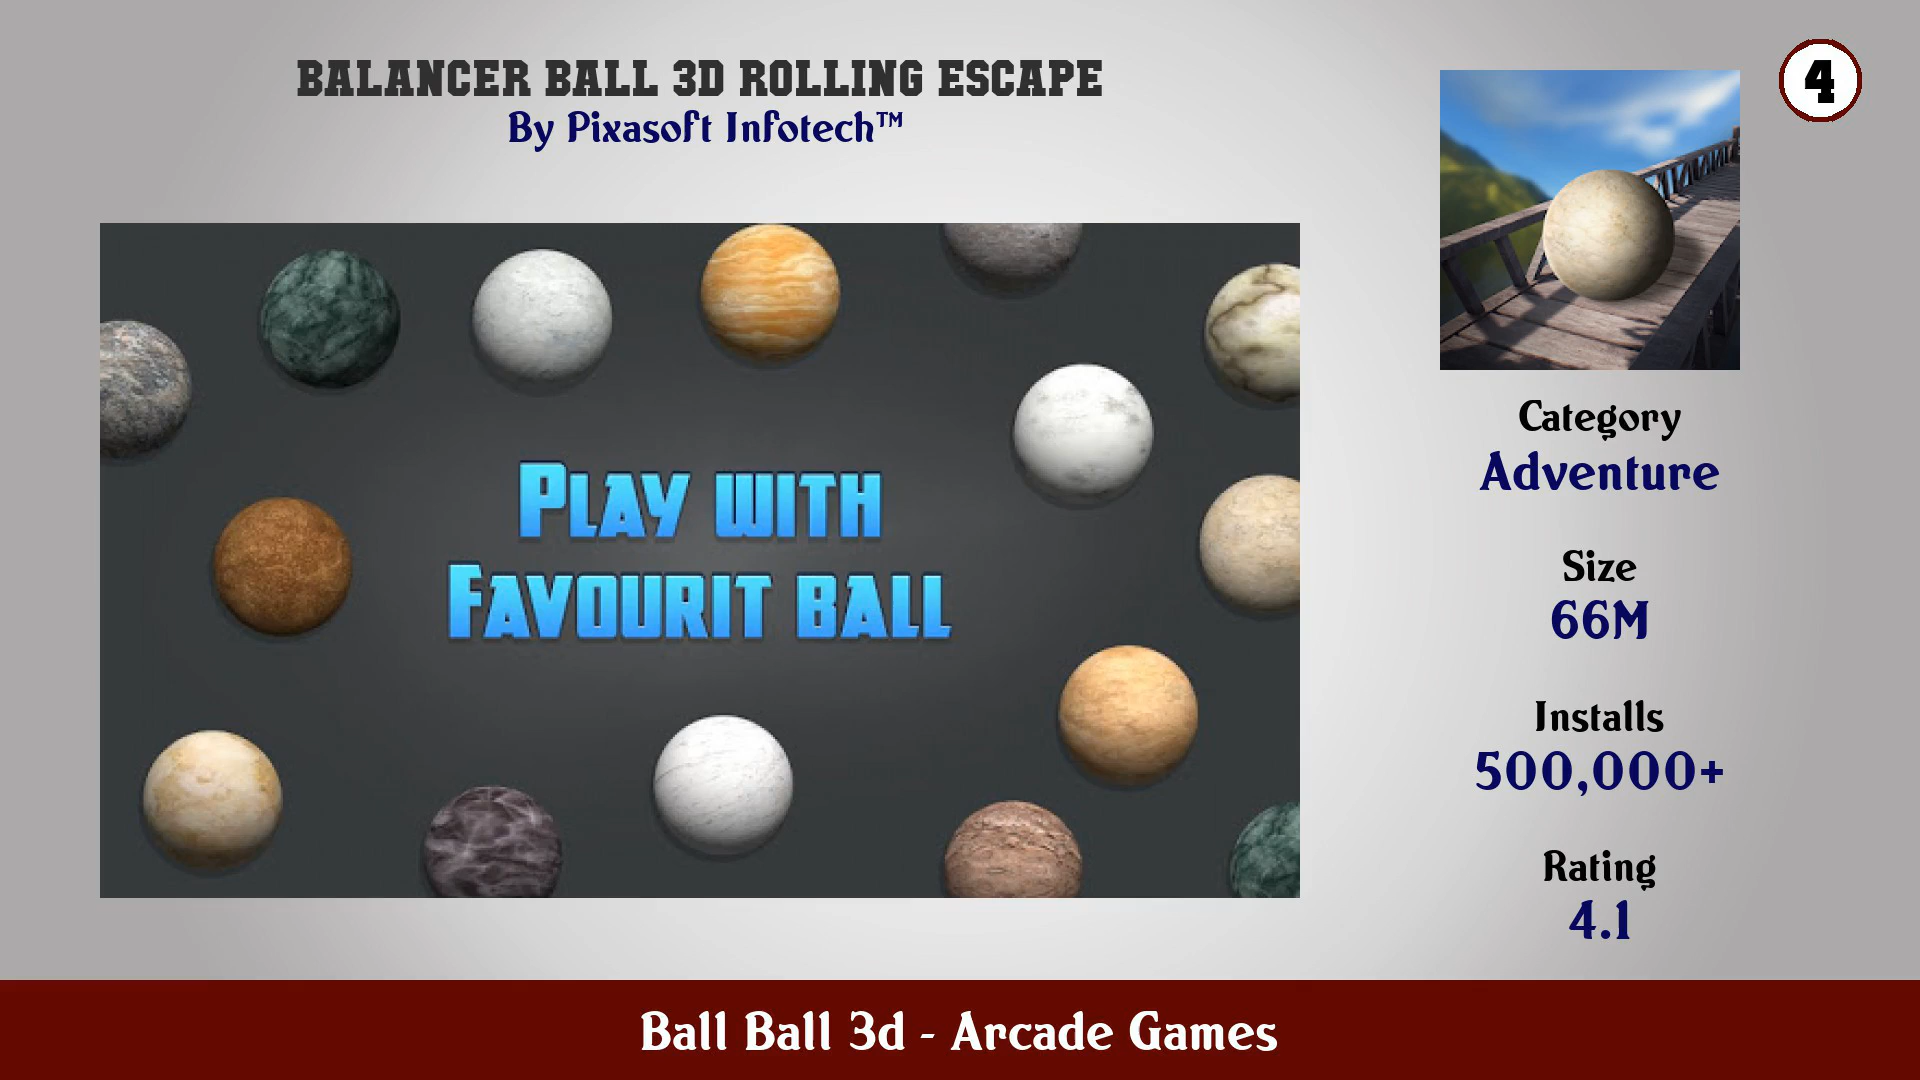 BALANCER BALL 3D ROLLING ESCAPE
By Pixasoft Infotech™
4
PLAY WITH
FAVOURIT BALL
Category
Adventure
Size
66M
Installs
500,000+
Rating
4.1
Ball Ball 3d - Arcade Games